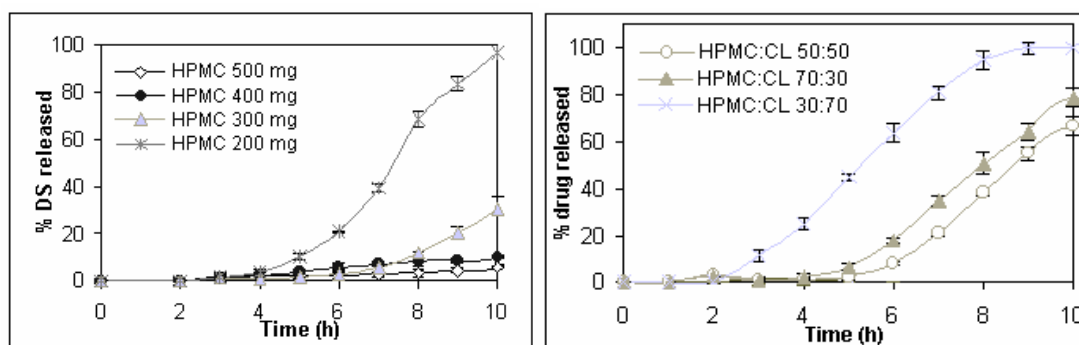 100
80
60
40
20
0
% DS released
HPMC 500 mg
HPMC 400 mg
HPMC 300 mg
HPMC 200 mg
0 2 4 6 8 10
Time (h)
100
80
60
40
20
0
% drug released
HPMC:CL 50:50
HPMC:CL 70:30
HPMC:CL 30:70
0 2 4 6 8 10
Time (h)